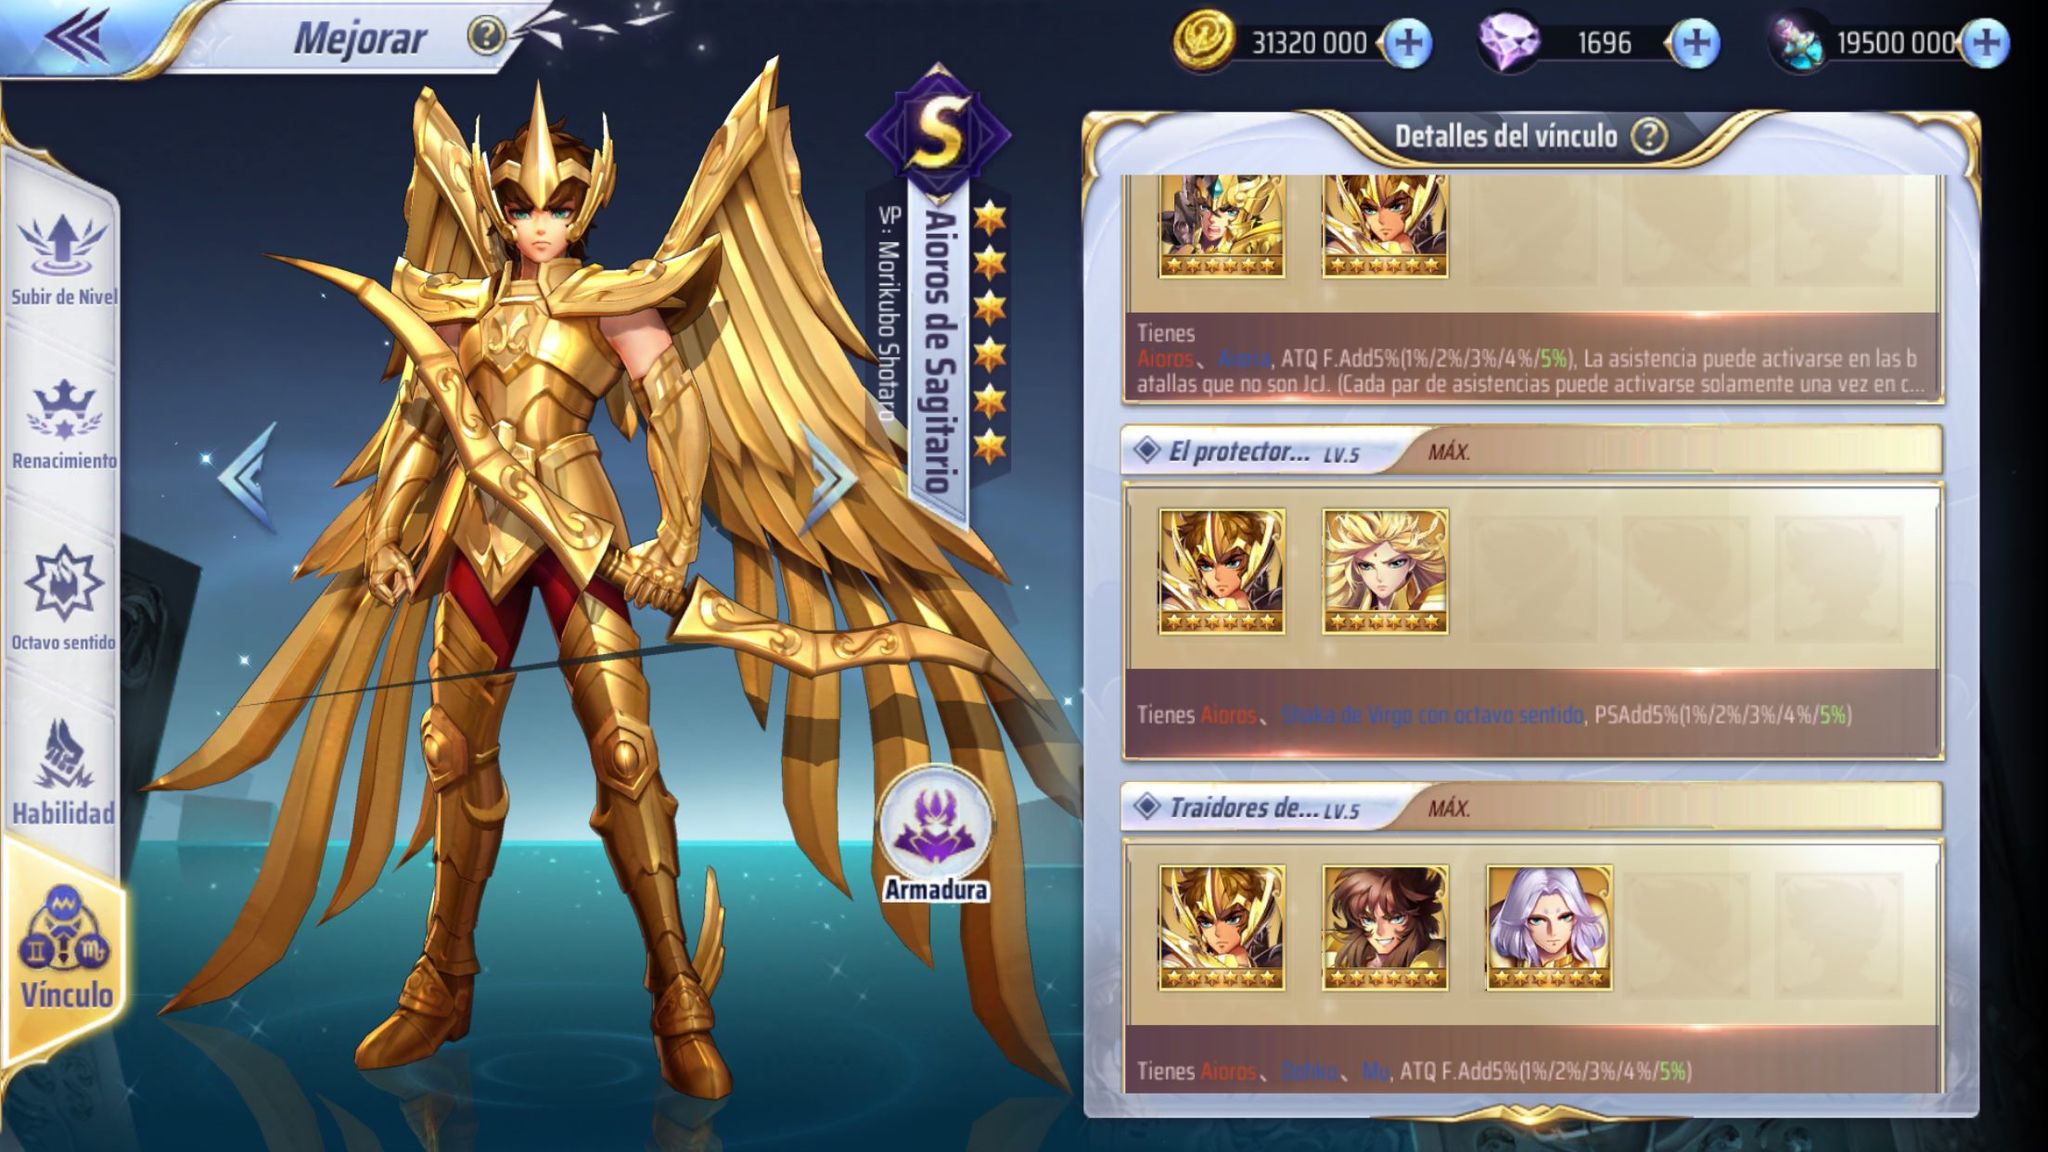 Mejorar
?
31320 000
1696
19500 000
S
Aioros de Sagitario
VP: Morikubo Shotaro
Subir de Nivel
Renacimiento
Octavo sentido
Habilidad
Vínculo
Armadura
Detalles del vínculo ?
Tienes
Aioros、 Aioria, ATQ F.Add5%(1%/2%/3%/4%/5%), La asistencia puede activarse en las b
atallas que no son JcJ. (Cada par de asistencias puede activarse solamente una vez en c...
El protector... LV.5 MÁX.
Tienes Aioros、 Shaka de Virgo con octavo sentido, PSAdd5%(1%/2%/3%/4%/5%)
Traidores de... LV.5 MÁX.
Tienes Aioros、 Dohko、 Mu, ATQ F.Add5%(1%/2%/3%/4%/5%)